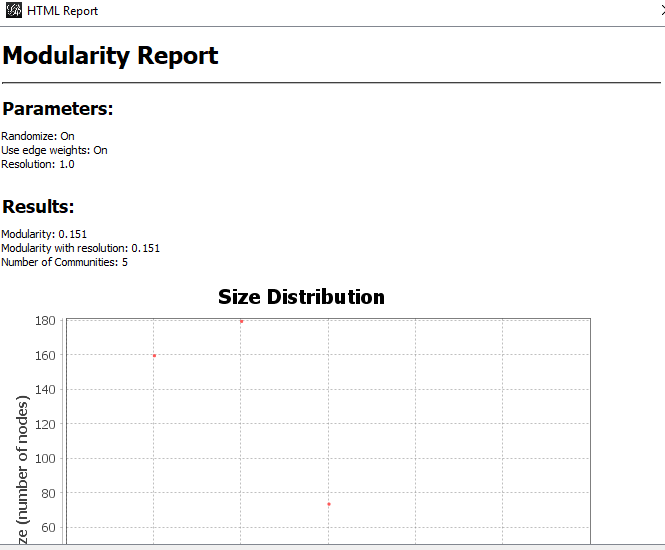 HTML Report
Modularity Report
Parameters:
Randomize: On
Use edge weights: On
Resolution: 1.0
Results:
Modularity: 0.151
Modularity with resolution: 0.151
Number of Communities: 5
Size Distribution
180
160
140
120
100
80
60
ze (number of nodes)